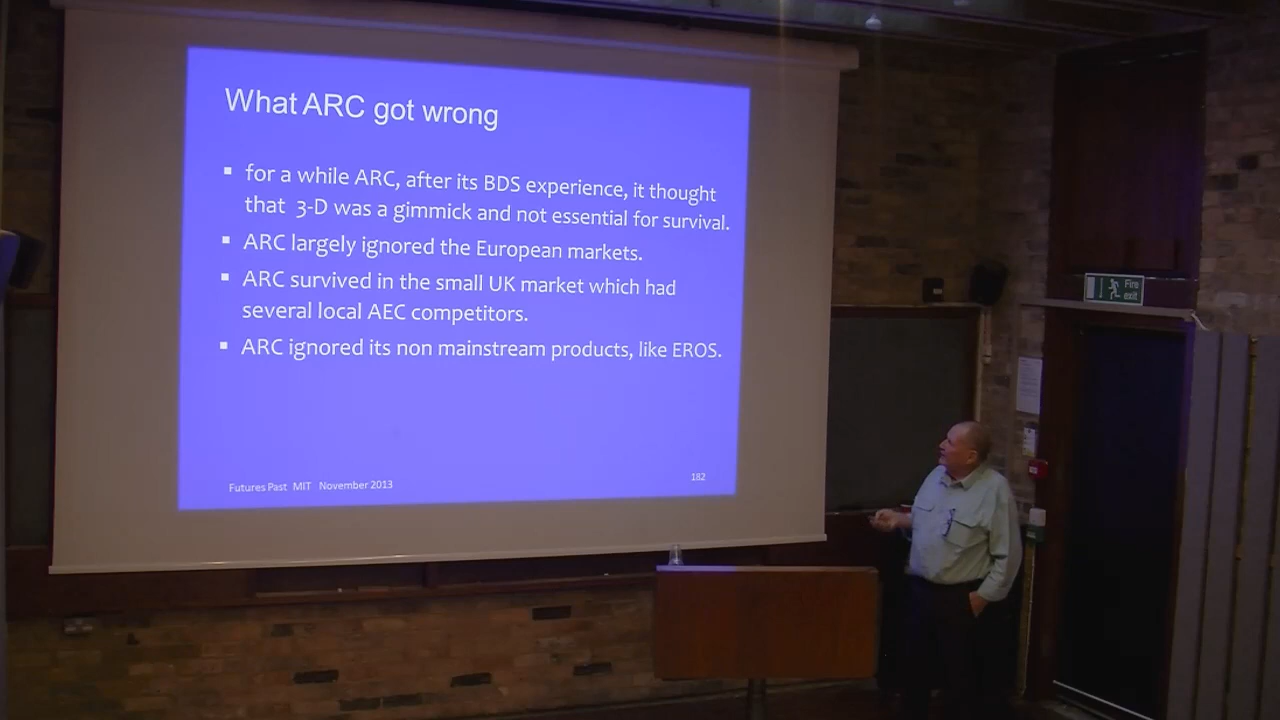 What ARC got wrong
▪ for a while ARC, after its BDS experience, it thought
that 3-D was a gimmick and not essential for survival.
▪ ARC largely ignored the European markets.
▪ ARC survived in the small UK market which had
several local AEC competitors.
▪ ARC ignored its non mainstream products, like EROS.
Futures Past MIT November 2013
182
Fire
exit